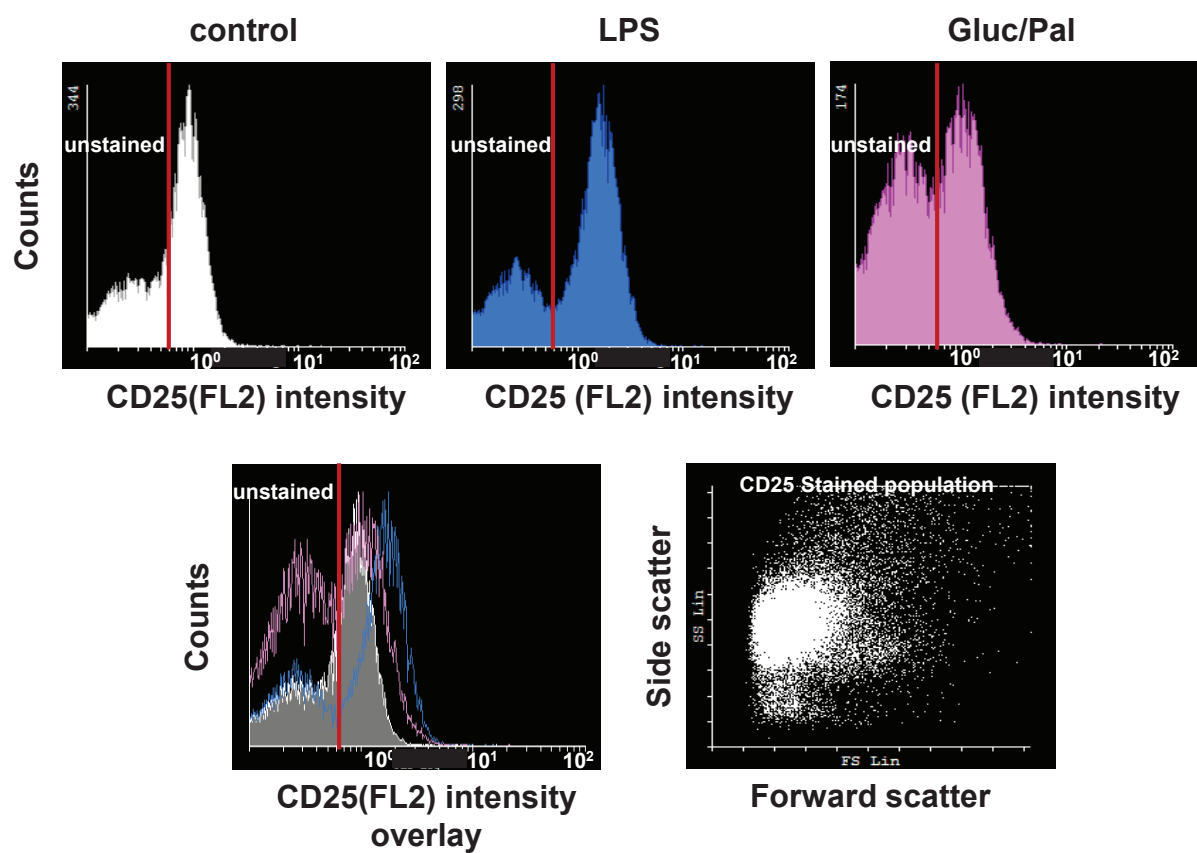 control
LPS
Gluc/Pal
344
298
174
unstained
unstained
unstained
Counts
10⁰ 10¹ 10²
10⁰ 10¹ 10²
10⁰ 10¹ 10²
CD25(FL2) intensity
CD25 (FL2) intensity
CD25 (FL2) intensity
unstained
Counts
10⁰ 10¹ 10²
CD25(FL2) intensity
overlay
CD25 Stained population
Side scatter
SS Lin
FS Lin
Forward scatter